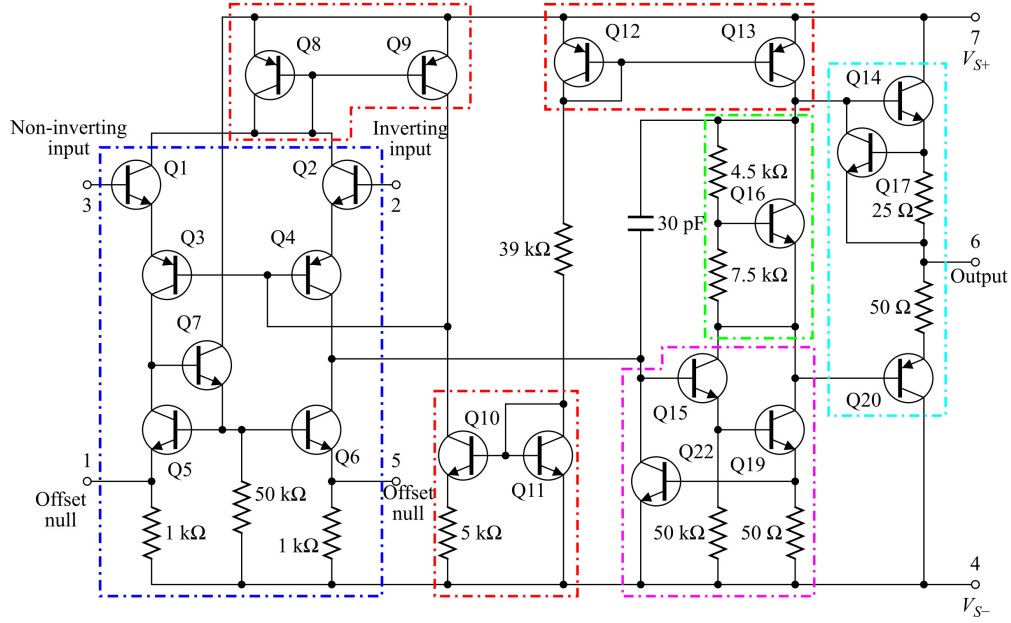 Q8
Q9
Q12
Q13
7
V_{S+}
Q14
Non-inverting
input
Inverting
input
Q1
Q2
4.5 kΩ
Q17
3
2
Q16
25 Ω
30 pF
6
Q3
Q4
39 kΩ
7.5 kΩ
Output
50 Ω
Q7
Q15
Q20
Q10
1
5
Q22
Q19
Q5
Q6
Q11
Offset
null
50 kΩ
Offset
null
1 kΩ
1 kΩ
5 kΩ
50 kΩ
50 Ω
4
V_{S−}